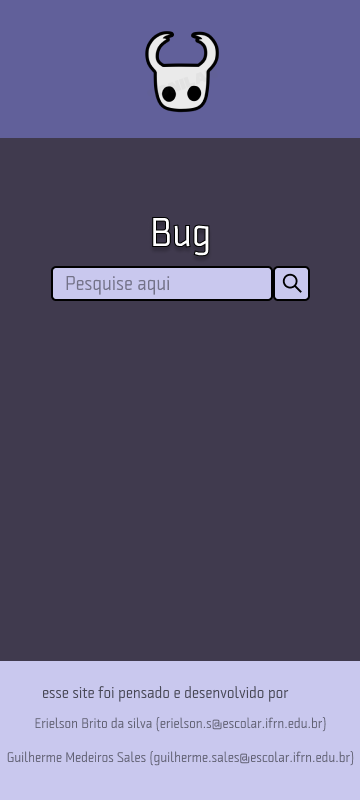 Bug
Pesquise aqui
esse site foi pensado e desenvolvido por
Erielson Brito da silva (erielson.s@escolar.ifrn.edu.br)
Guilherme Medeiros Sales (guilherme.sales@escolar.ifrn.edu.br)